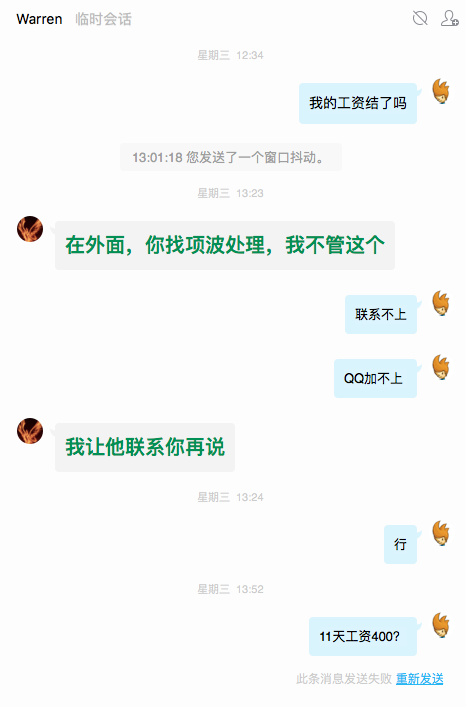 Warren 临时会话
星期三 12:34
我的工资结了吗
13:01:18 您发送了一个窗口抖动。
星期三 13:23
在外面，你找项波处理，我不管这个
联系不上
QQ加不上
我让他联系你再说
星期三 13:24
行
星期三 13:52
11天工资400？
此条消息发送失败 重新发送